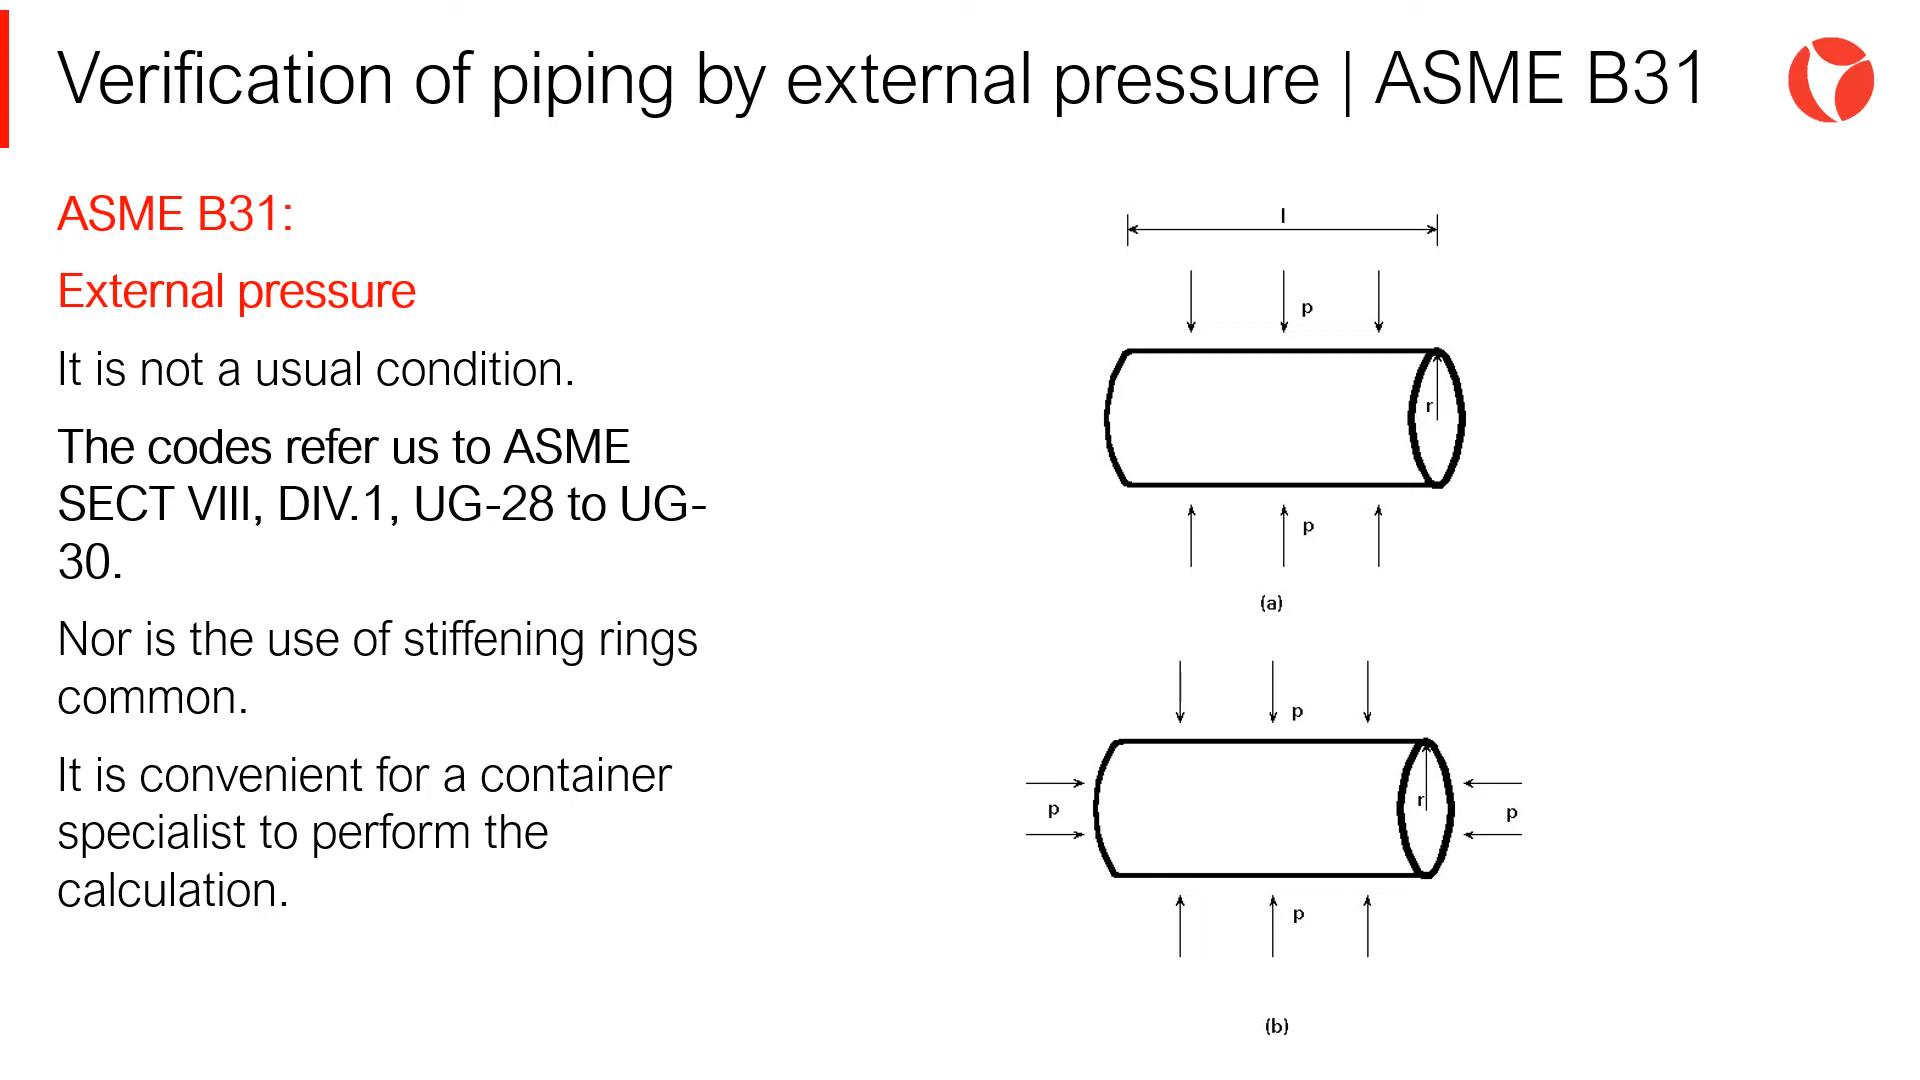 Verification of piping by external pressure | ASME B31
ASME B31:
External pressure
It is not a usual condition.
The codes refer us to ASME
SECT VIII, DIV.1, UG-28 to UG-
30.
Nor is the use of stiffening rings
common.
It is convenient for a container
specialist to perform the
calculation.
l
p
r
p
(a)
p
r
p
p
p
(b)